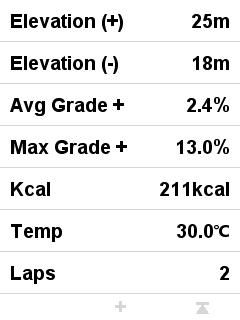 Elevation (+) 25m
Elevation (-) 18m
Avg Grade + 2.4%
Max Grade + 13.0%
Kcal 211kcal
Temp 30.0℃
Laps 2